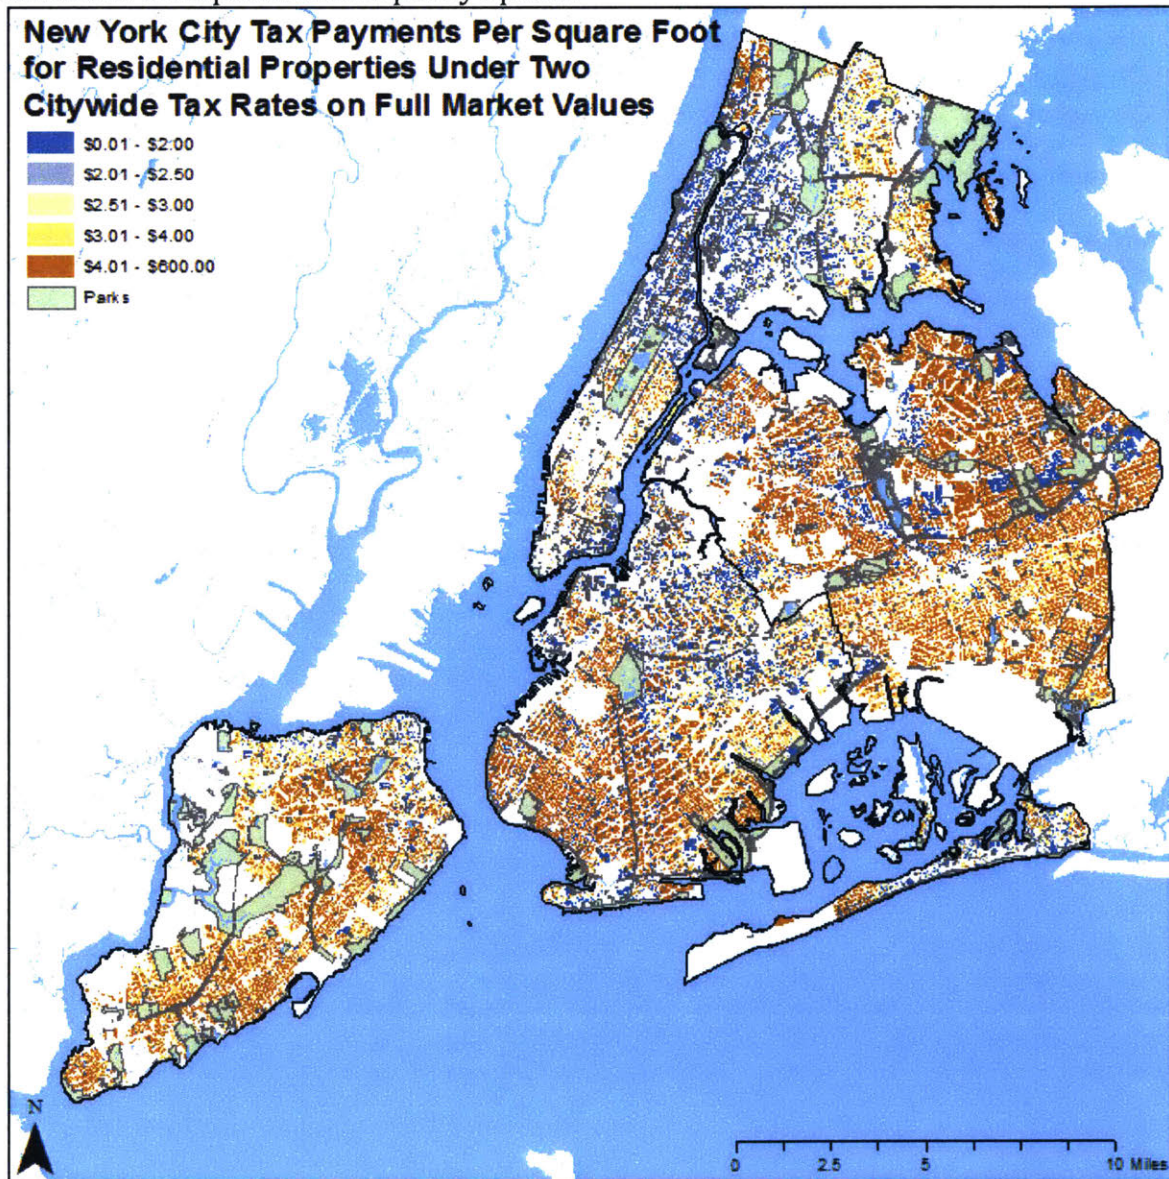 New York City Tax Payments Per Square Foot
for Residential Properties Under Two
Citywide Tax Rates on Full Market Values
$0.01 - $2.00
$2.01 - $2.50
$2.51 - $3.00
$3.01 - $4.00
$4.01 - $600.00
Parks
N
0 2.5 5 10 Miles